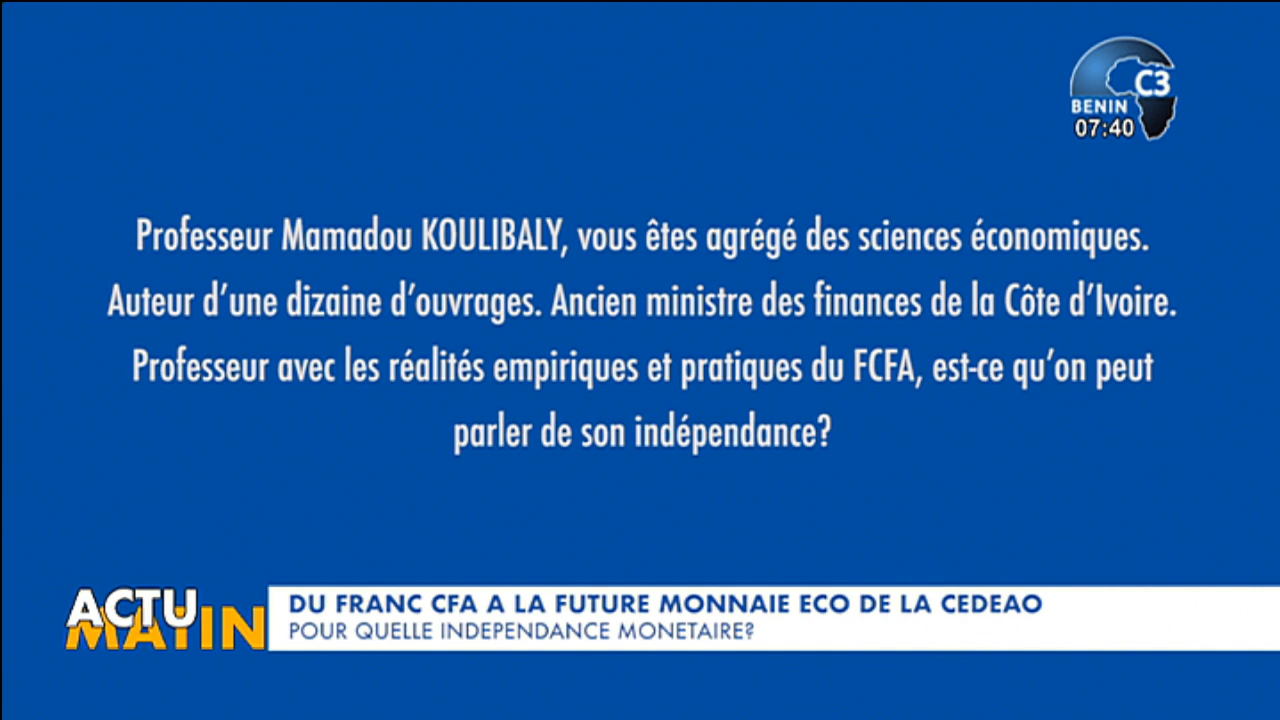 C3
BENIN
07:40
Professeur Mamadou KOULIBALY, vous êtes agrégé des sciences économiques.
Auteur d'une dizaine d'ouvrages. Ancien ministre des finances de la Côte d'Ivoire.
Professeur avec les réalités empiriques et pratiques du FCFA, est-ce qu'on peut
parler de son indépendance?
ACTU
MATIN
DU FRANC CFA A LA FUTURE MONNAIE ECO DE LA CEDEAO
POUR QUELLE INDEPENDANCE MONETAIRE?